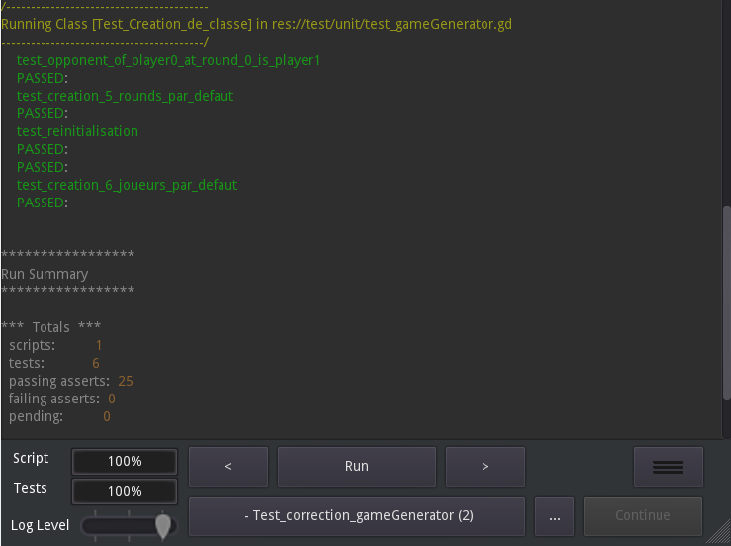 /-----------------------------------------
Running Class [Test_Creation_de_classe] in res://test/unit/test_gameGenerator.gd
-----------------------------------------/
test_opponent_of_player0_at_round_0_is_player1
PASSED:
test_creation_5_rounds_par_defaut
PASSED:
test_reinitialisation
PASSED:
PASSED:
test_creation_6_joueurs_par_defaut
PASSED:
*****************
Run Summary
*****************
*** Totals ***
scripts: 1
tests: 6
passing asserts: 25
failing asserts: 0
pending: 0
Script 100% < Run >
Tests 100%
Log Level - Test_correction_gameGenerator (2) ... Continue